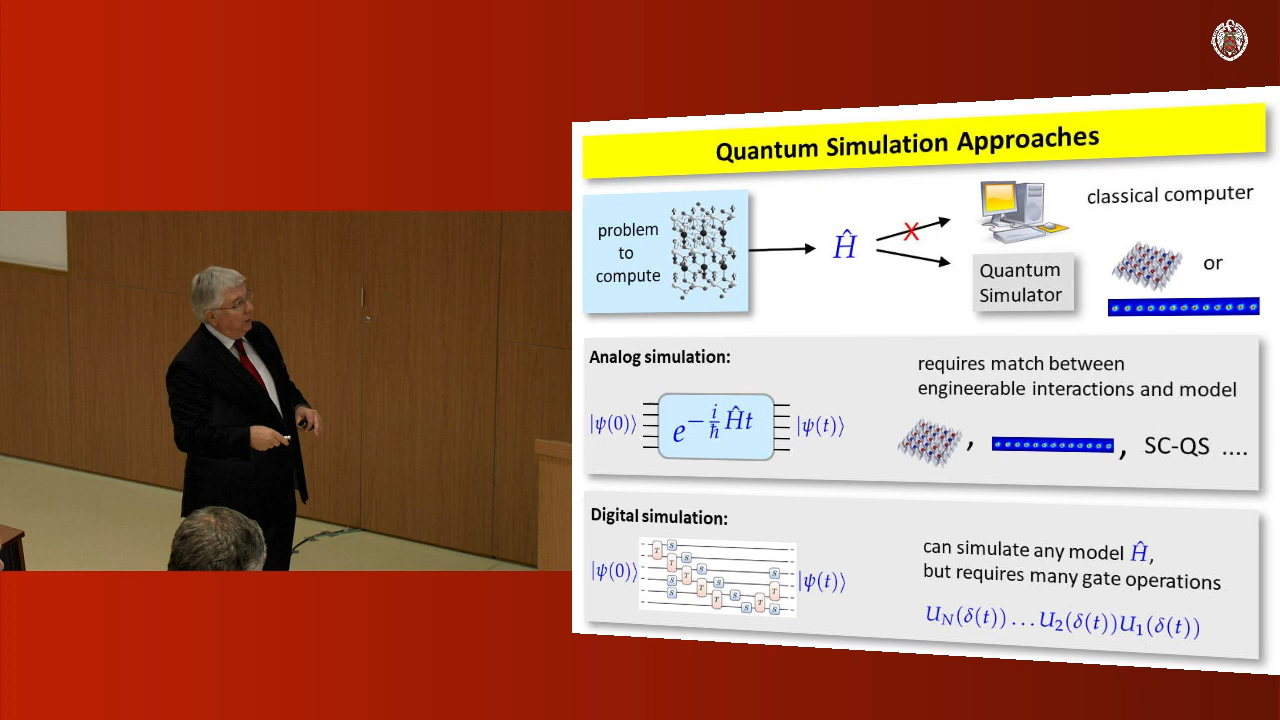 Quantum Simulation Approaches
problem
to
compute
Ĥ
X
classical computer
Quantum
Simulator
or
Analog simulation:
requires match between
engineerable interactions and model
|ψ(0)⟩
e^{-\frac{i}{ħ}Ĥt}
|ψ(t)⟩
, , SC-QS ....
Digital simulation:
|ψ(0)⟩
T S S T S T S T S S T S T S T S T S
|ψ(t)⟩
can simulate any model Ĥ,
but requires many gate operations
U_N(δ(t)) ... U_2(δ(t))U_1(δ(t))